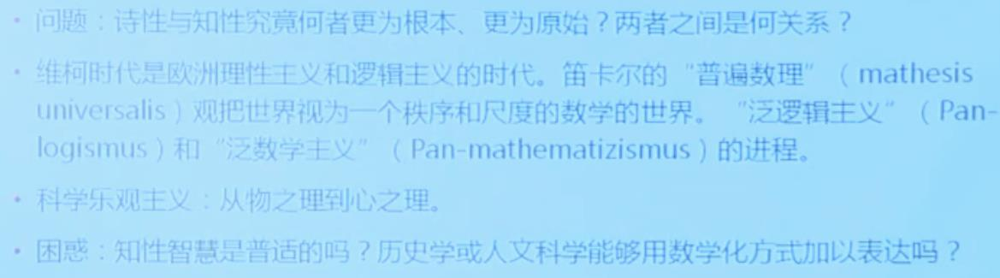 • 问题：诗性与知性究竟何者更为根本、更为原始？两者之间是何关系？
• 维柯时代是欧洲理性主义和逻辑主义的时代。笛卡尔的“普遍数理”（mathesis
universalis）观把世界视为一个秩序和尺度的数学的世界。“泛逻辑主义”（Pan-
logismus）和“泛数学主义”（Pan-mathematizismus）的进程。
• 科学乐观主义：从物之理到心之理。
• 困惑：知性智慧是普适的吗？历史学或人文科学能够用数学化方式加以表达吗？